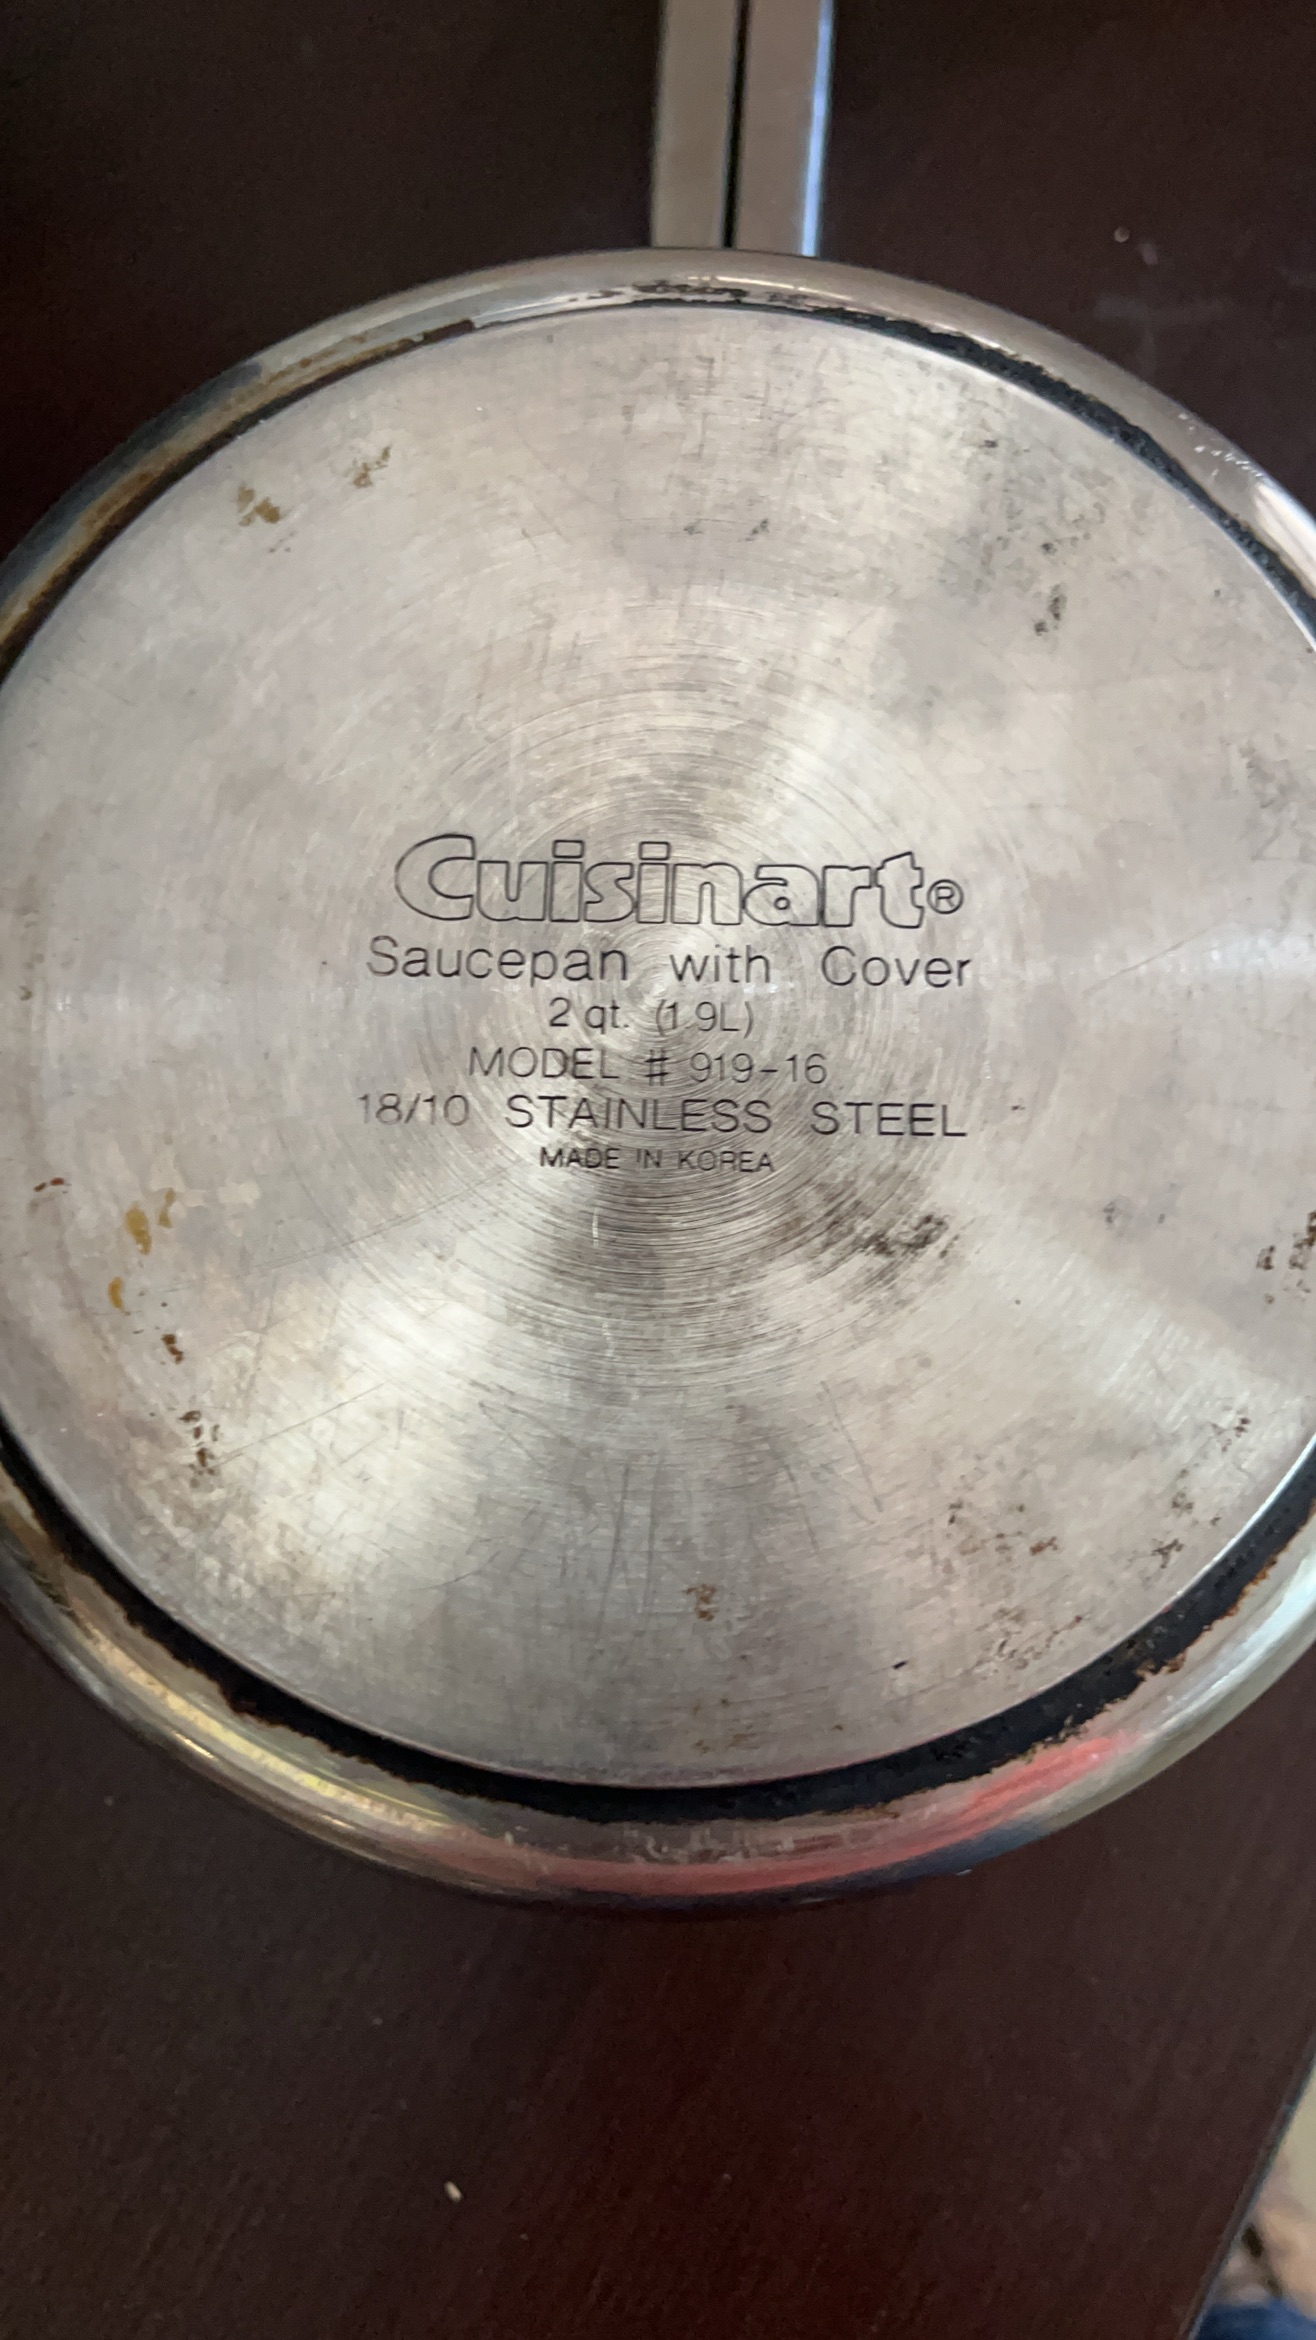 Cuisinart®
Saucepan with Cover
2 qt. (1.9L)
MODEL # 919-16
18/10 STAINLESS STEEL
MADE IN KOREA